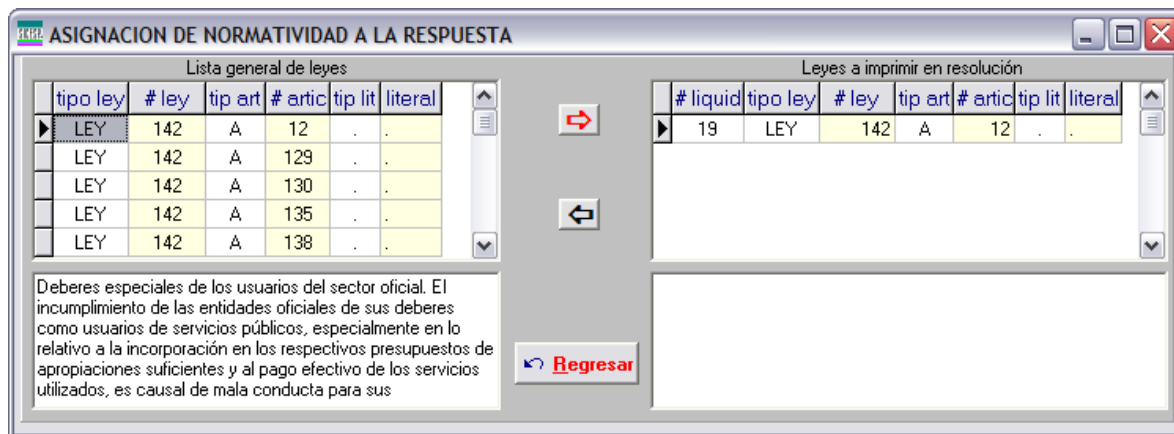 ASIGNACION DE NORMATIVIDAD A LA RESPUESTA
Lista general de leyes
tipo ley # ley tip art # artic tip lit literal
LEY 142 A 12 . .
LEY 142 A 129 . .
LEY 142 A 130 . .
LEY 142 A 135 . .
LEY 142 A 138 . .
Deberes especiales de los usuarios del sector oficial. El
incumplimiento de las entidades oficiales de sus deberes
como usuarios de servicios públicos, especialmente en lo
relativo a la incorporación en los respectivos presupuestos de
apropiaciones suficientes y al pago efectivo de los servicios
utilizados, es causal de mala conducta para sus
Regresar
Leyes a imprimir en resolución
# liquid tipo ley # ley tip art # artic tip lit literal
19 LEY 142 A 12 . .